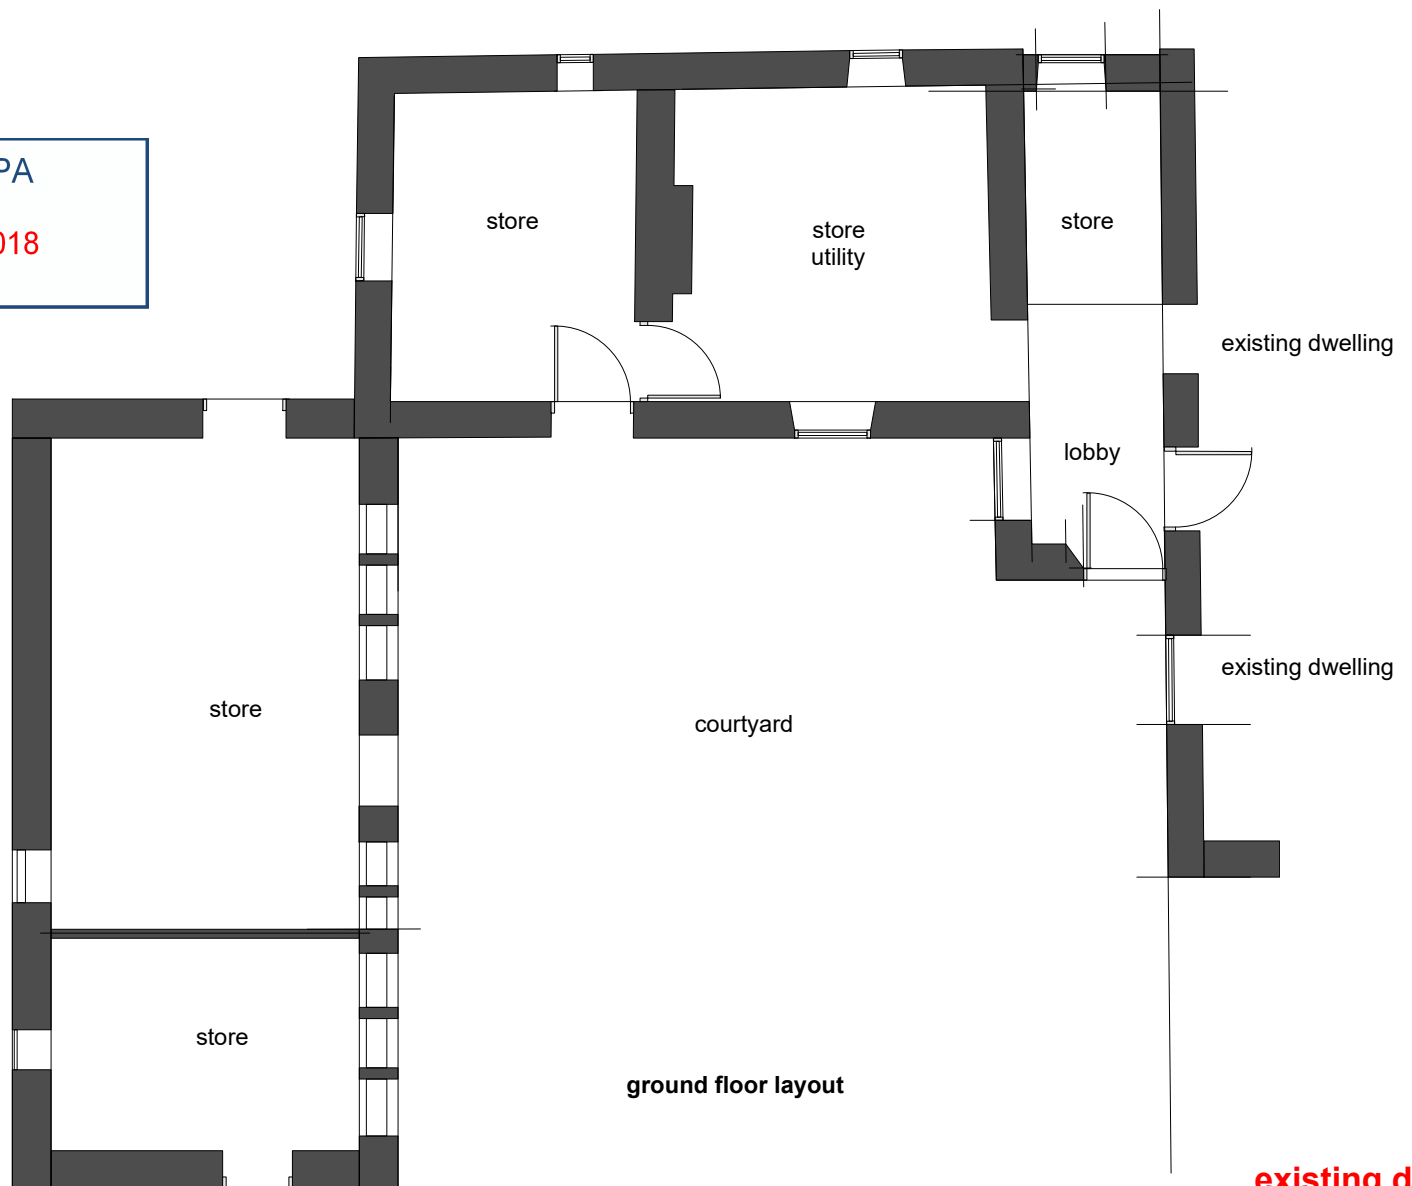 PA
018
store
store
utility
store
existing dwelling
lobby
existing dwelling
store
courtyard
store
ground floor layout
existing d